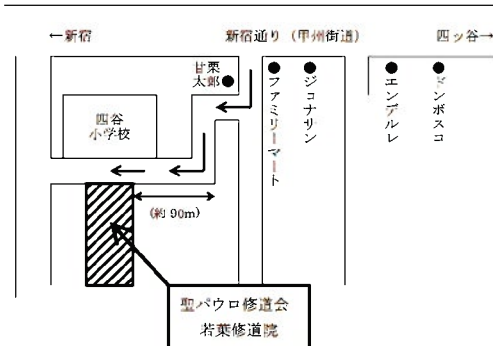 ←新宿
新宿通り（甲州街道）
四ッ谷→
甘栗
太郎
ファミリーマート
ジョナサン
エンデルレ
ドンボスコ
四谷
小学校
(約 90m)
聖パウロ修道会
若葉修道院